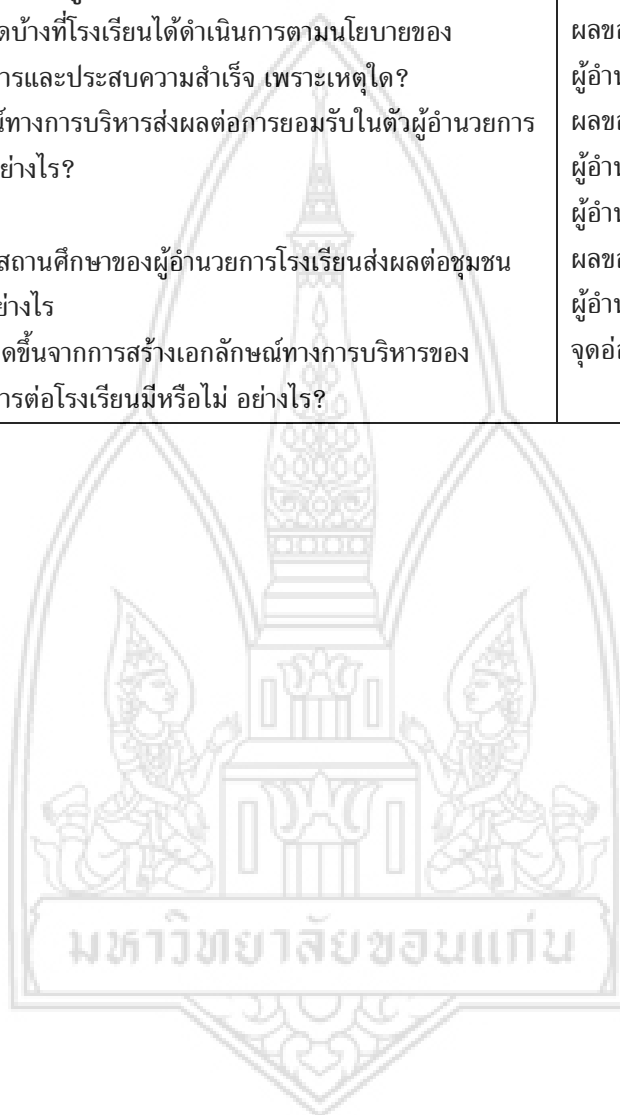 ดบ้างที่โรงเรียนได้ดำเนินการตามนโยบายของ
ารและประสบความสำเร็จ เพราะเหตุใด?
์ทางการบริหารส่งผลต่อการยอมรับในตัวผู้อำนวยการ
ย่างไร?
สถานศึกษาของผู้อำนวยการโรงเรียนส่งผลต่อชุมชน
ย่างไร
ดขึ้นจากการสร้างเอกลักษณ์ทางการบริหารของ
ารต่อโรงเรียนมีหรือไม่ อย่างไร?
ผลขอ
ผู้อำน
ผลขอ
ผู้อำน
ผู้อำน
ผลขอ
ผู้อำน
จุดอ่อ
มหาวิทยาลัยขอนแก่น